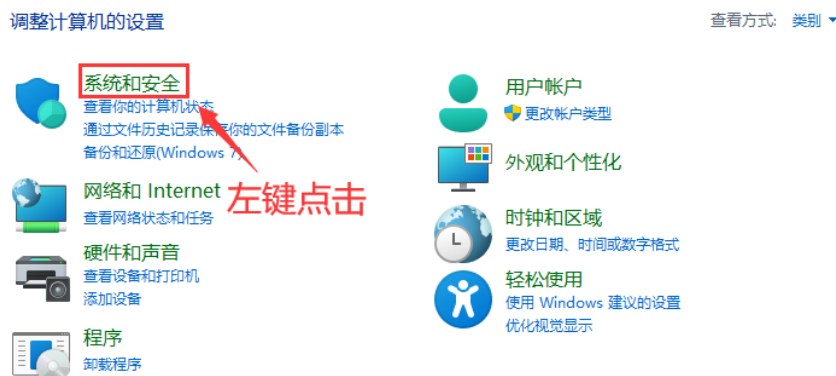 调整计算机的设置
查看方式: 类别
系统和安全
查看你的计算机状态
通过文件历史记录保存你的文件备份副本
备份和还原(Windows 7)
网络和 Internet
查看网络状态和任务
硬件和声音
查看设备和打印机
添加设备
程序
卸载程序
左键点击
用户帐户
更改帐户类型
外观和个性化
时钟和区域
更改日期、时间或数字格式
轻松使用
使用 Windows 建议的设置
优化视觉显示